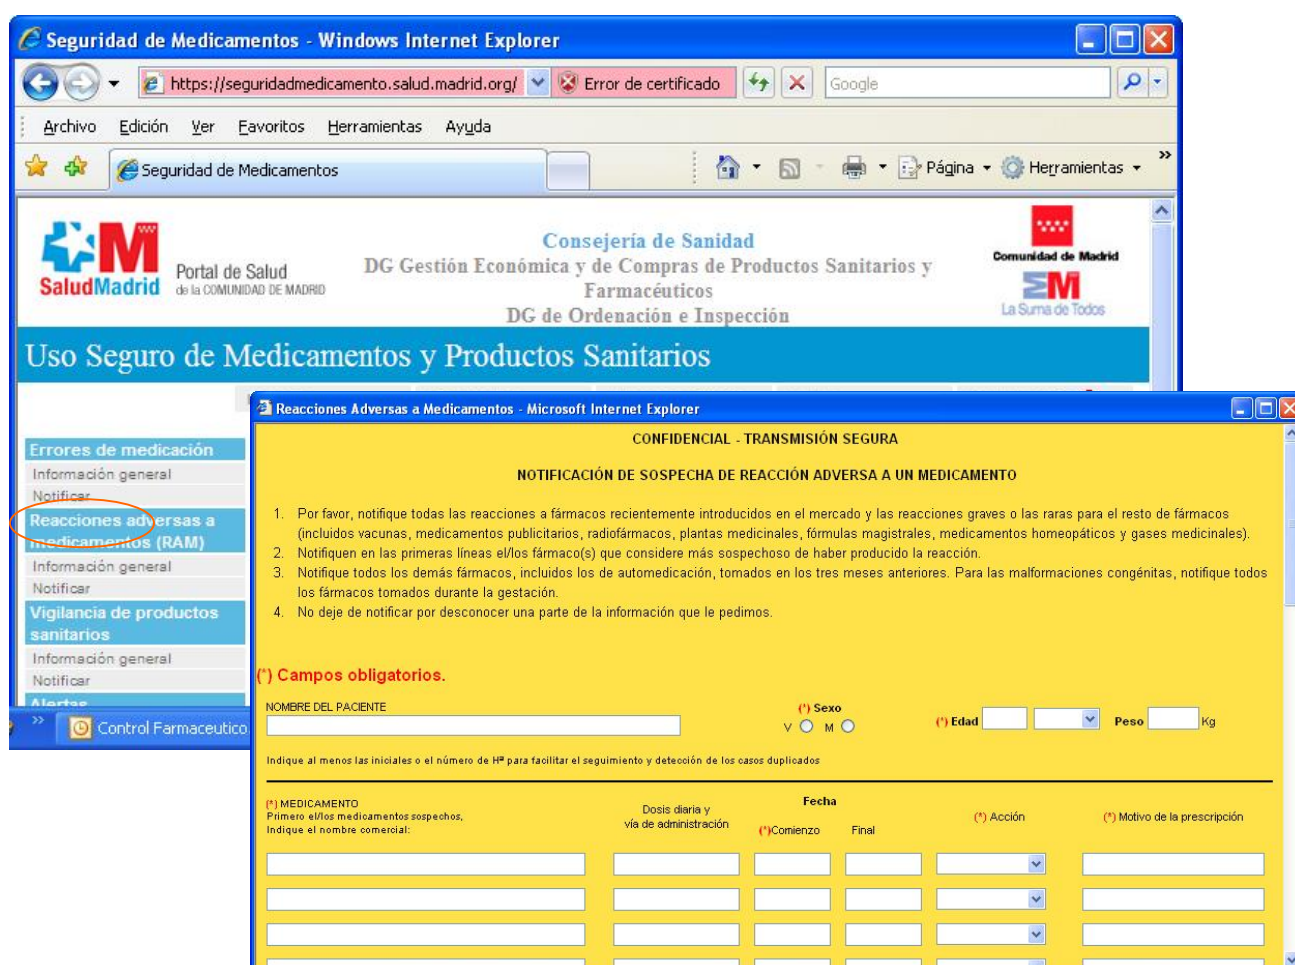 Seguridad de Medicamentos - Windows Internet Explorer
https://seguridadmedicamento.salud.madrid.org/
Error de certificado
Google
Archivo Edición Ver Favoritos Herramientas Ayuda
Seguridad de Medicamentos
Página
Herramientas
»
SaludMadrid
Portal de Salud
de la COMUNIDAD DE MADRID
Consejería de Sanidad
DG Gestión Económica y de Compras de Productos Sanitarios y
Farmacéuticos
DG de Ordenación e Inspección
Comunidad de Madrid
EM
La Suma de Todos
Uso Seguro de Medicamentos y Productos Sanitarios
Errores de medicación
Información general
Notificar
Reacciones adversas a
medicamentos (RAM)
Información general
Notificar
Vigilancia de productos
sanitarios
Información general
Notificar
Alertas
»
Control Farmaceutico
Reacciones Adversas a Medicamentos - Microsoft Internet Explorer
CONFIDENCIAL - TRANSMISIÓN SEGURA
NOTIFICACIÓN DE SOSPECHA DE REACCIÓN ADVERSA A UN MEDICAMENTO
1. Por favor, notifique todas las reacciones a fármacos recientemente introducidos en el mercado y las reacciones graves o las raras para el resto de fármacos
(incluidos vacunas, medicamentos publicitarios, radiofármacos, plantas medicinales, fórmulas magistrales, medicamentos homeopáticos y gases medicinales).
2. Notifiquen en las primeras líneas el/los fármaco(s) que considere más sospechoso de haber producido la reacción.
3. Notifique todos los demás fármacos, incluidos los de automedicación, tomados en los tres meses anteriores. Para las malformaciones congénitas, notifique todos
los fármacos tomados durante la gestación.
4. No deje de notificar por desconocer una parte de la información que le pedimos.
(*) Campos obligatorios.
NOMBRE DEL PACIENTE
(*) Sexo
V M
(*) Edad
Peso
Kg
Indique al menos las iniciales o el número de Hª para facilitar el seguimiento y detección de los casos duplicados
(*) MEDICAMENTO
Primero el/los medicamentos sospechos,
Indique el nombre comercial:
Dosis diaria y
vía de administración
Fecha
(*)Comienzo Final
(*) Acción
(*) Motivo de la prescripción